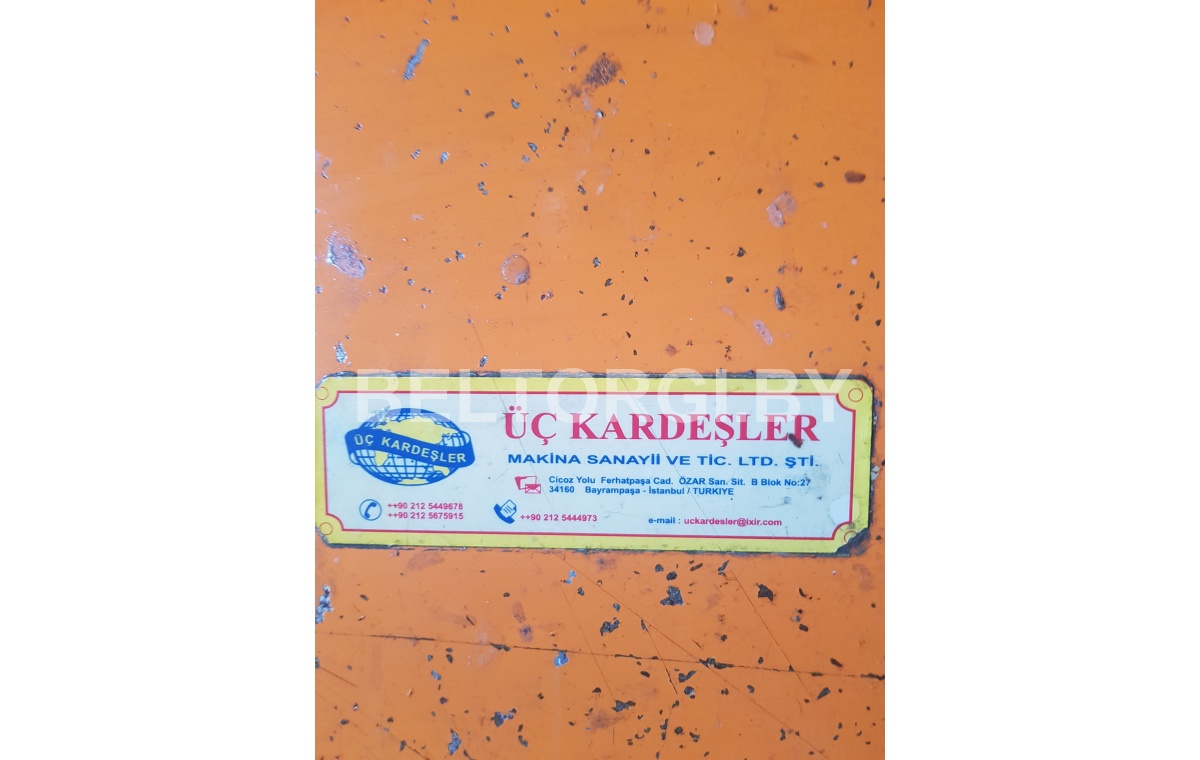 BELTORGI.BY
ÜÇ KARDEŞLER
ÜÇ KARDEŞLER
MAKİNA SANAYİİ VE TİC. LTD. ŞTİ.
Cicoz Yolu Ferhatpaşa Cad. ÖZAR San. Sit. B Blok No:27
34160 Bayrampaşa - İstanbul / TURKIYE
++90 212 5449678
++90 212 5675915
++90 212 5444973
e-mail : uckardesler@ixir.com